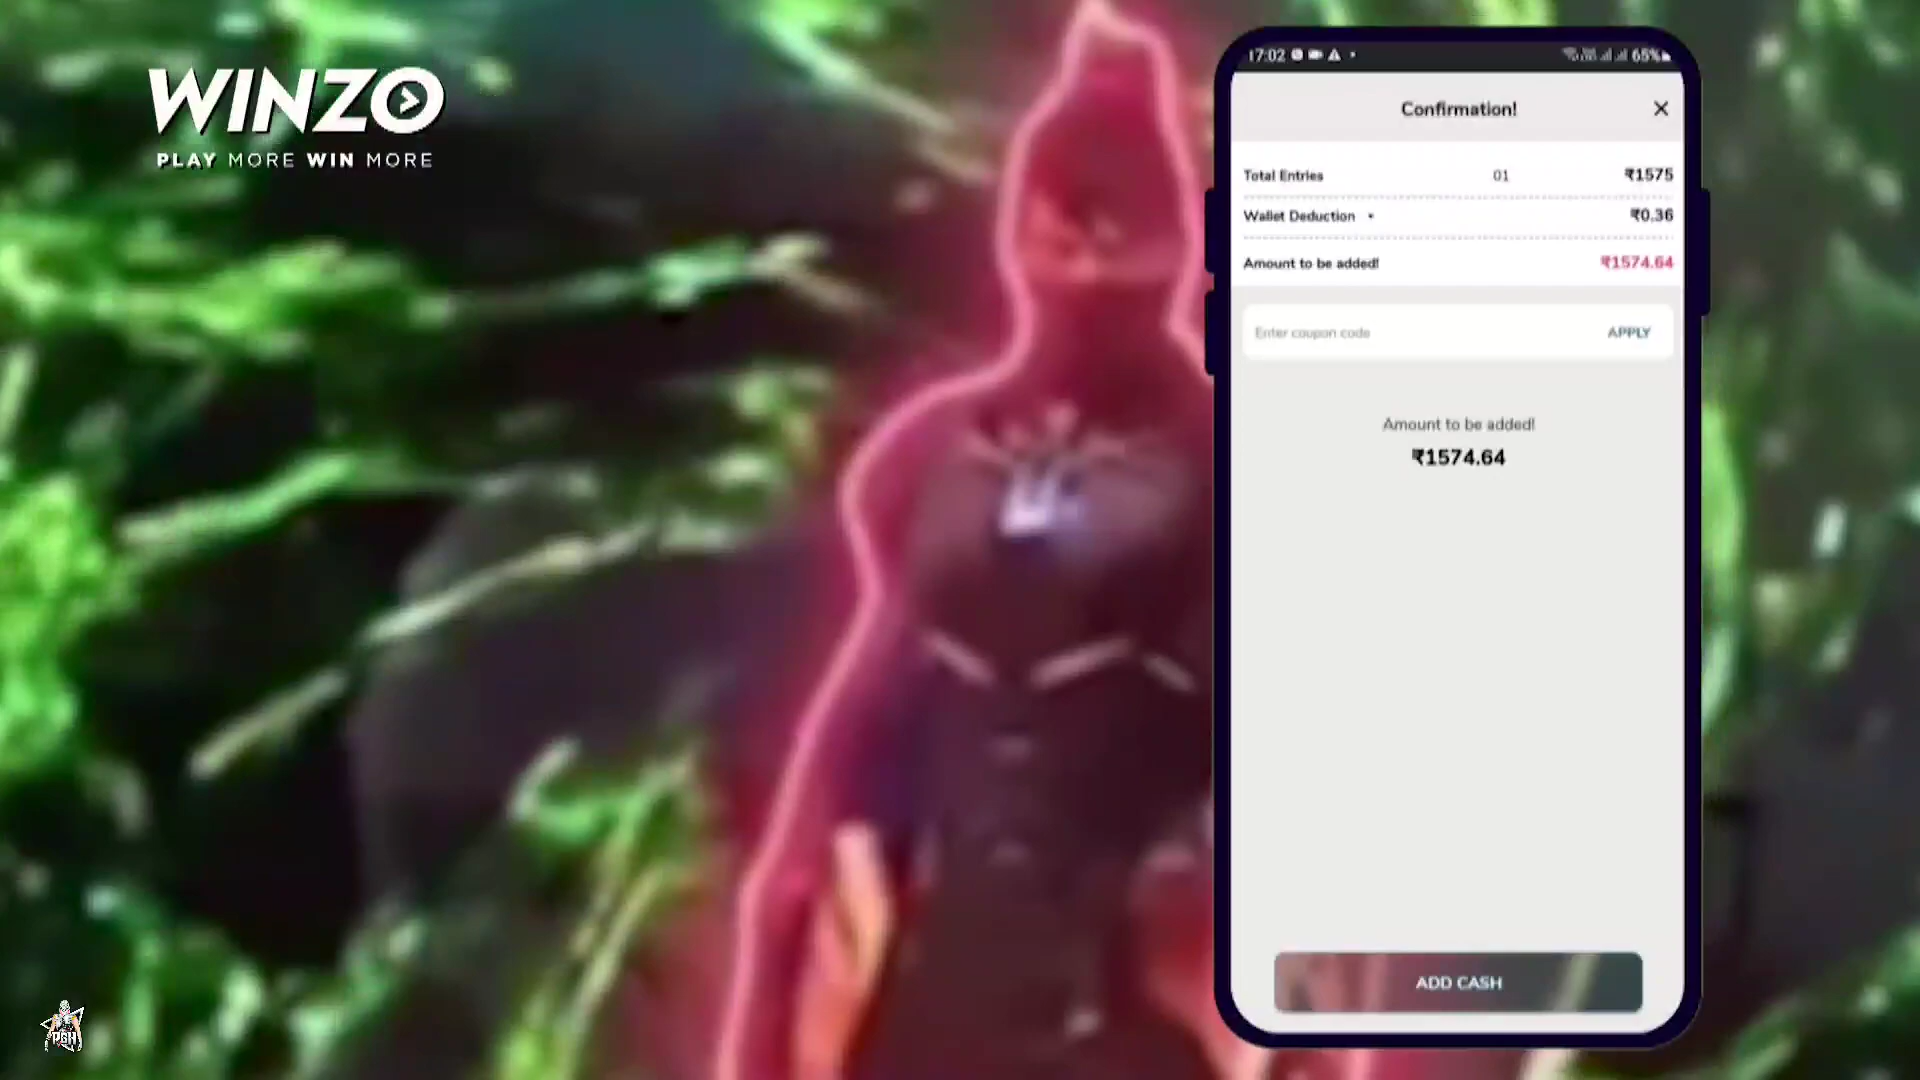 WINZO
PLAY MORE WIN MORE
17:02 65%
Confirmation!
Total Entries 01 ₹1575
Wallet Deduction ₹0.36
Amount to be added! ₹1574.64
Enter coupon code APPLY
Amount to be added!
₹1574.64
ADD CASH
PGH